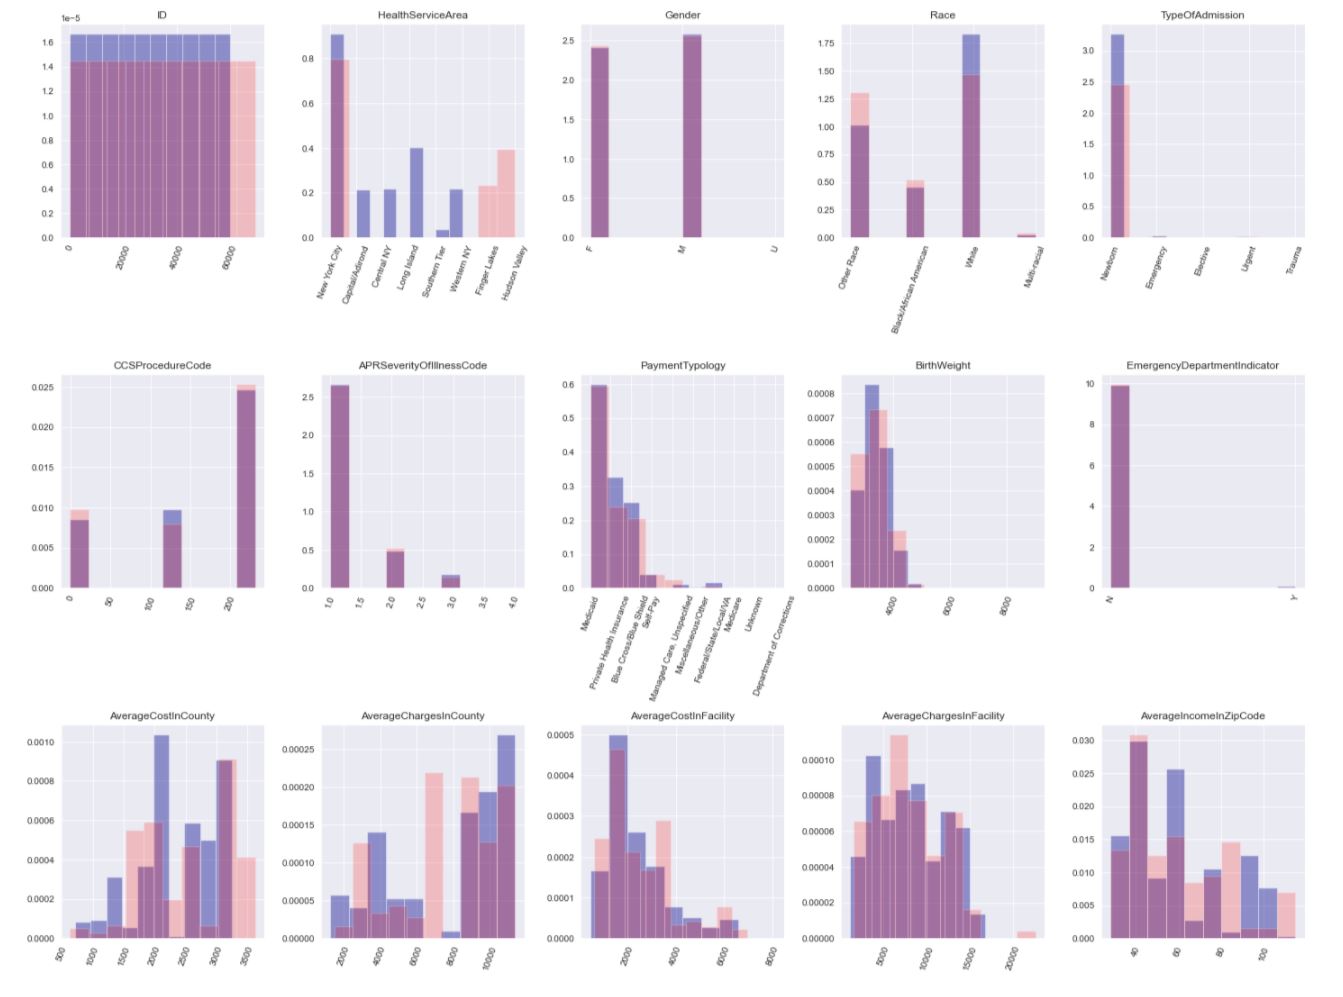 ID
HealthServiceArea
Gender
Race
TypeOfAdmission
1e−5
1.6
1.4
1.2
1.0
0.8
0.6
0.4
0.2
0.0
0
20000
40000
60000
0.8
0.6
0.4
0.2
0.0
New York City
Capital/Adirond
Central NY
Long Island
Southern Tier
Western NY
Finger Lakes
Hudson Valley
2.5
2.0
1.5
1.0
0.5
0.0
F
M
U
1.75
1.50
1.25
1.00
0.75
0.50
0.25
0.00
Other Race
Black/African American
White
Multi-racial
3.0
2.5
2.0
1.5
1.0
0.5
0.0
Newborn
Emergency
Elective
Urgent
Trauma
CCSProcedureCode
APRSeverityOfIllnessCode
PaymentTypology
BirthWeight
EmergencyDepartmentIndicator
0.025
0.020
0.015
0.010
0.005
0.000
0
50
100
150
200
2.5
2.0
1.5
1.0
0.5
0.0
1.0
1.5
2.0
2.5
3.0
3.5
4.0
0.6
0.5
0.4
0.3
0.2
0.1
0.0
Medicaid
Private Health Insurance
Blue Cross/Blue Shield
Self-Pay
Managed Care, Unspecified
Miscellaneous/Other
Federal/State/Local/VA
Medicare
Unknown
Department of Corrections
0.0008
0.0007
0.0006
0.0005
0.0004
0.0003
0.0002
0.0001
0.0000
4000
6000
8000
10
8
6
4
2
0
N
Y
AverageCostInCounty
AverageChargesInCounty
AverageCostInFacility
AverageChargesInFacility
AverageIncomeInZipCode
0.0010
0.0008
0.0006
0.0004
0.0002
0.0000
500
1000
1500
2000
2500
3000
3500
0.00025
0.00020
0.00015
0.00010
0.00005
0.00000
2000
4000
6000
8000
10000
0.0005
0.0004
0.0003
0.0002
0.0001
0.0000
2000
4000
6000
8000
0.00010
0.00008
0.00006
0.00004
0.00002
0.00000
5000
10000
15000
20000
0.030
0.025
0.020
0.015
0.010
0.005
0.000
40
60
80
100